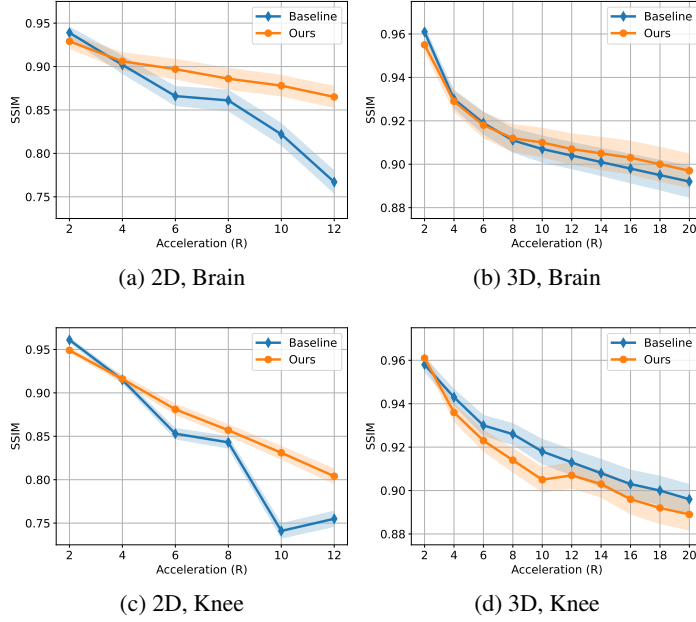 0.95
0.90
0.85
0.80
0.75
SSIM
2
4
6
8
10
12
Acceleration (R)
Baseline
Ours
(a) 2D, Brain
0.96
0.94
0.92
0.90
0.88
SSIM
2
4
6
8
10
12
14
16
18
20
Acceleration (R)
Baseline
Ours
(b) 3D, Brain
0.95
0.90
0.85
0.80
0.75
SSIM
2
4
6
8
10
12
Acceleration (R)
Baseline
Ours
(c) 2D, Knee
0.96
0.94
0.92
0.90
0.88
SSIM
2
4
6
8
10
12
14
16
18
20
Acceleration (R)
Baseline
Ours
(d) 3D, Knee